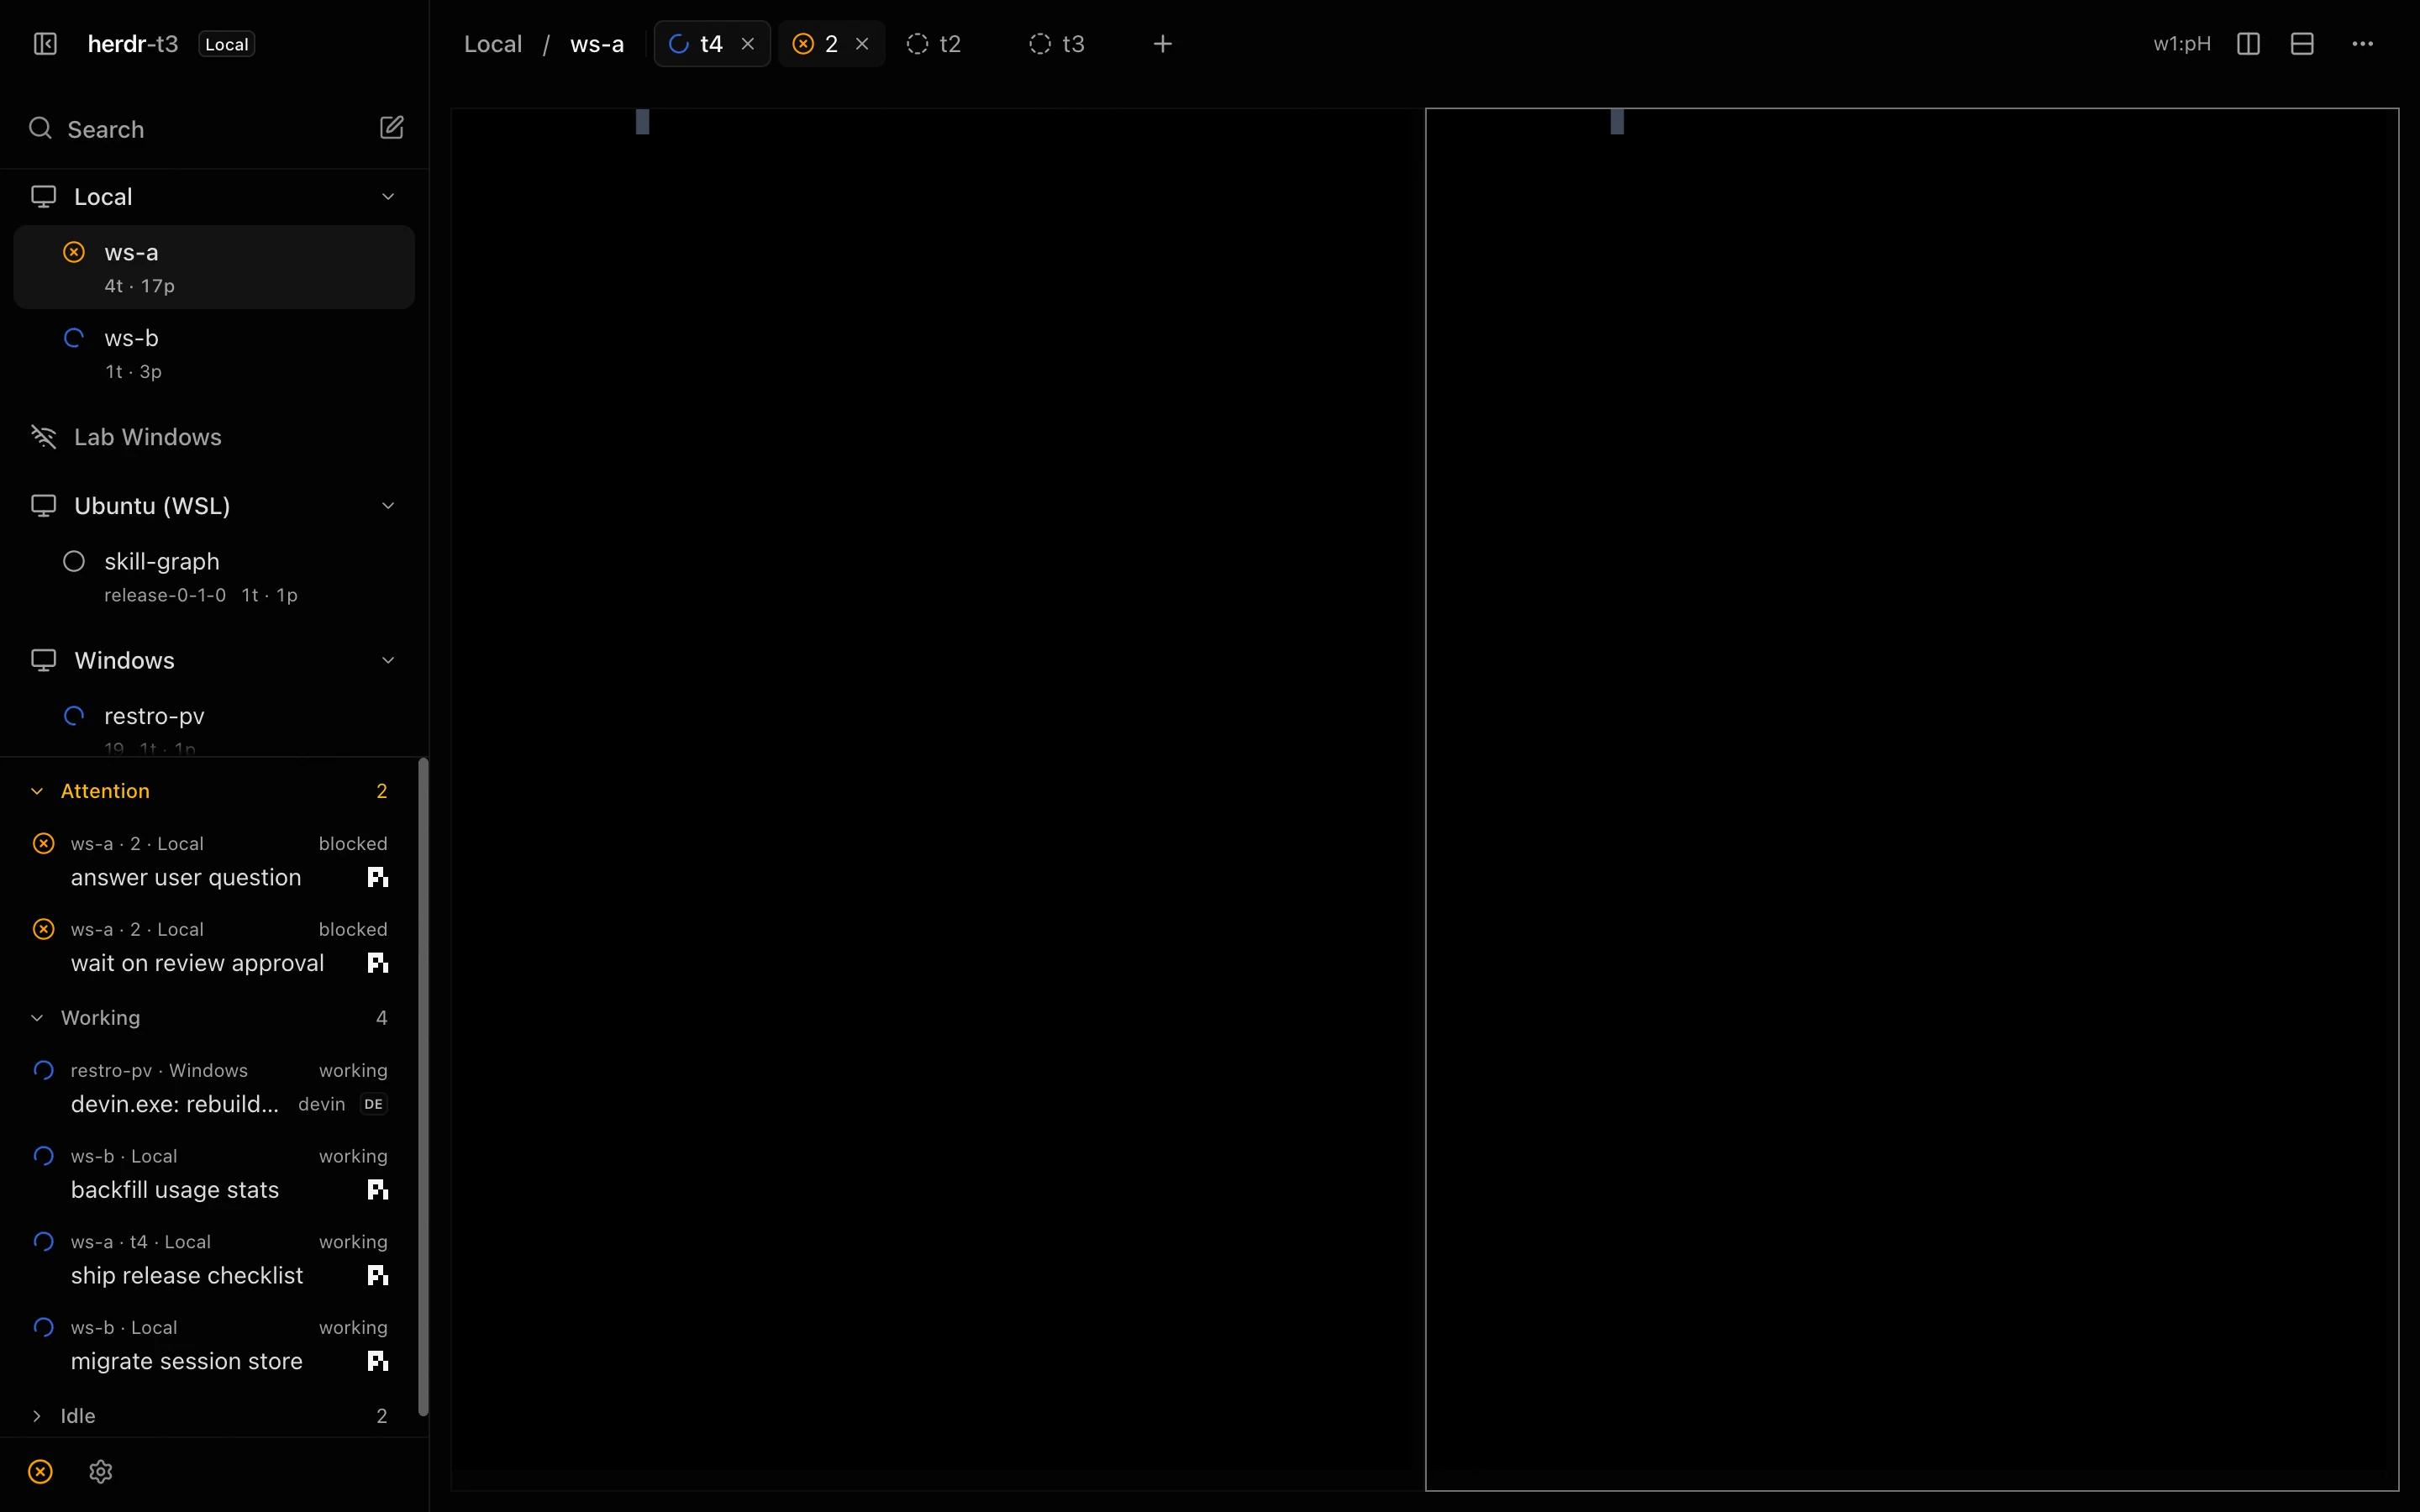 herdr-t3 Local
Search
Local
ws-a
4t · 17p
ws-b
1t · 3p
Lab Windows
Ubuntu (WSL)
skill-graph
release-0-1-0 1t · 1p
Windows
restro-pv
19 1t · 1p
Attention 2
ws-a · 2 · Local blocked
answer user question
ws-a · 2 · Local blocked
wait on review approval
Working 4
restro-pv · Windows working
devin.exe: rebuild... devin DE
ws-b · Local working
backfill usage stats
ws-a · t4 · Local working
ship release checklist
ws-b · Local working
migrate session store
Idle 2
Local / ws-a t4 2 t2 t3 w1:pH